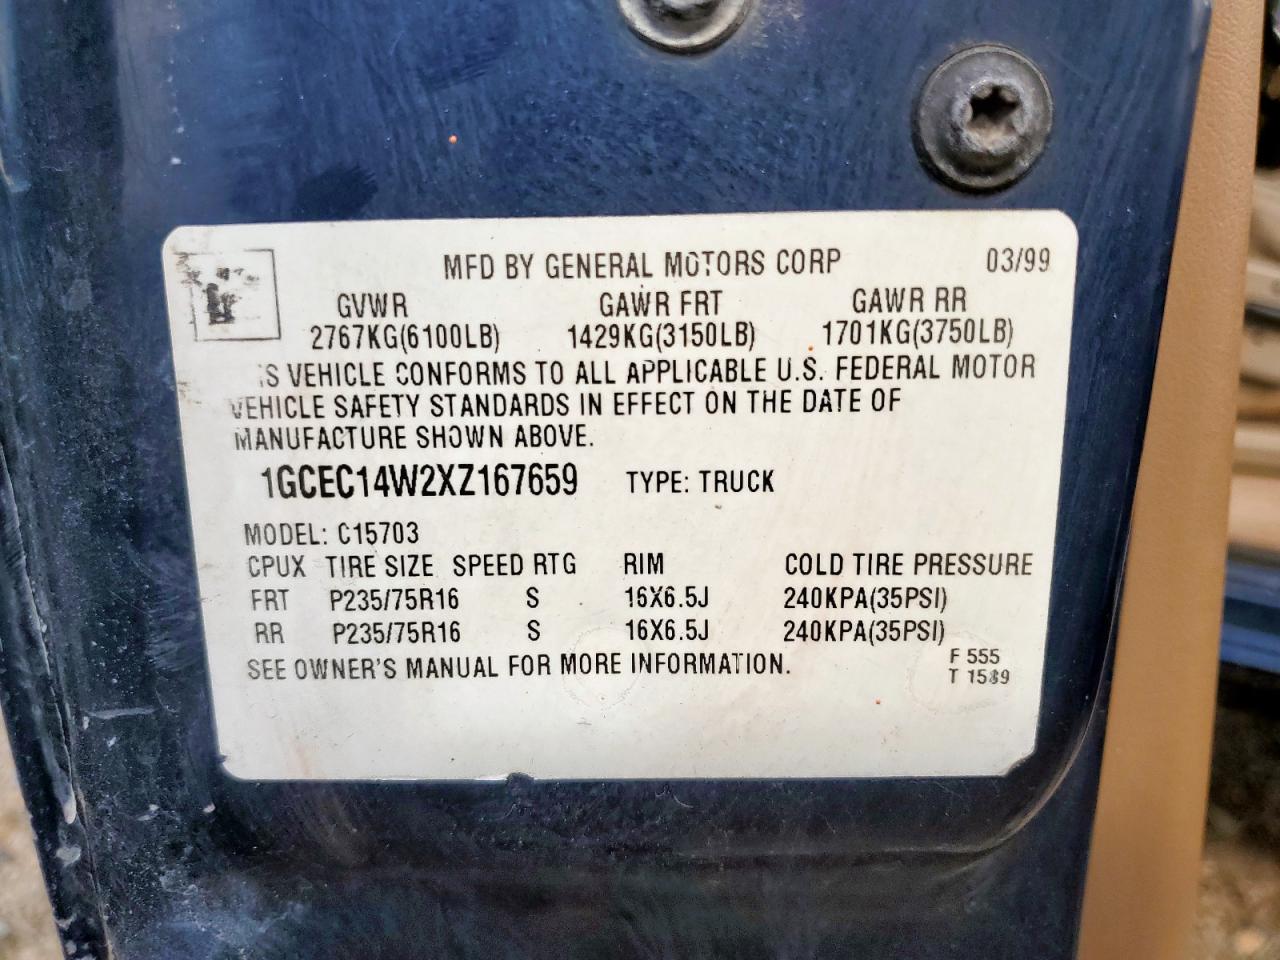 MFD BY GENERAL MOTORS CORP 03/99
GVWR GAWR FRT GAWR RR
2767KG(6100LB) 1429KG(3150LB) 1701KG(3750LB)
VEHICLE CONFORMS TO ALL APPLICABLE U.S. FEDERAL MOTOR
VEHICLE SAFETY STANDARDS IN EFFECT ON THE DATE OF
MANUFACTURE SHOWN ABOVE.
1GCEC14W2XZ167659 TYPE: TRUCK
MODEL: C15703
CPUX TIRE SIZE SPEED RTG RIM COLD TIRE PRESSURE
FRT P235/75R16 S 16X6.5J 240KPA(35PSI)
RR P235/75R16 S 16X6.5J 240KPA(35PSI)
SEE OWNER'S MANUAL FOR MORE INFORMATION.
F 555
T